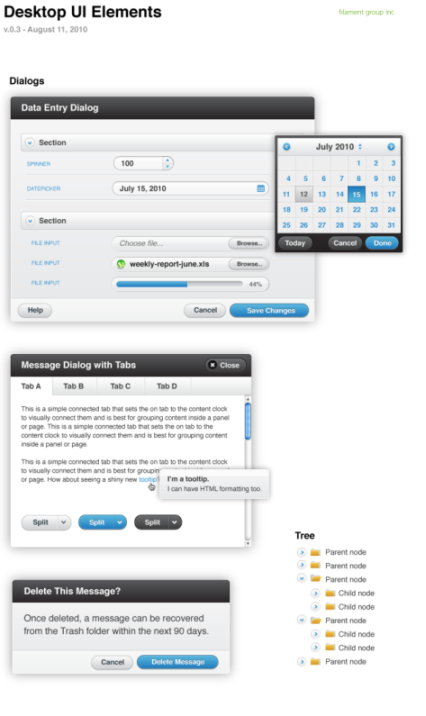 Desktop UI Elements
filament group inc.
v.0.3 - August 11, 2010
Dialogs
Data Entry Dialog
Section
SPINNER
100
DATEPICKER
July 15, 2010
Section
FILE INPUT
Choose file...
Browse...
FILE INPUT
weekly-report-june.xls
Browse...
FILE INPUT
44%
Help
Cancel
Save Changes
July 2010
1 2 3
4 5 6 7 8 9 10
11 12 13 14 15 16 17
18 19 20 21 22 23 24
25 26 27 28 29 30 31
Today
Cancel
Done
Message Dialog with Tabs
Close
Tab A
Tab B
Tab C
Tab D
This is a simple connected tab that sets the on tab to the content clock
to visually connect them and is best for grouping content inside a panel
or page. This is a simple connected tab that sets the on tab to the
content clock to visually connect them and is best for grouping content
inside a panel or page.
This is a simple connected tab that sets the on tab to the content clock
to visually connect them and is best for grouping
or page. How about seeing a shiny new tooltip
I'm a tooltip.
I can have HTML formatting too.
Split
Split
Split
Delete This Message?
Once deleted, a message can be recovered
from the Trash folder within the next 90 days.
Cancel
Delete Message
Tree
Parent node
Parent node
Parent node
Child node
Child node
Parent node
Child node
Child node
Parent node